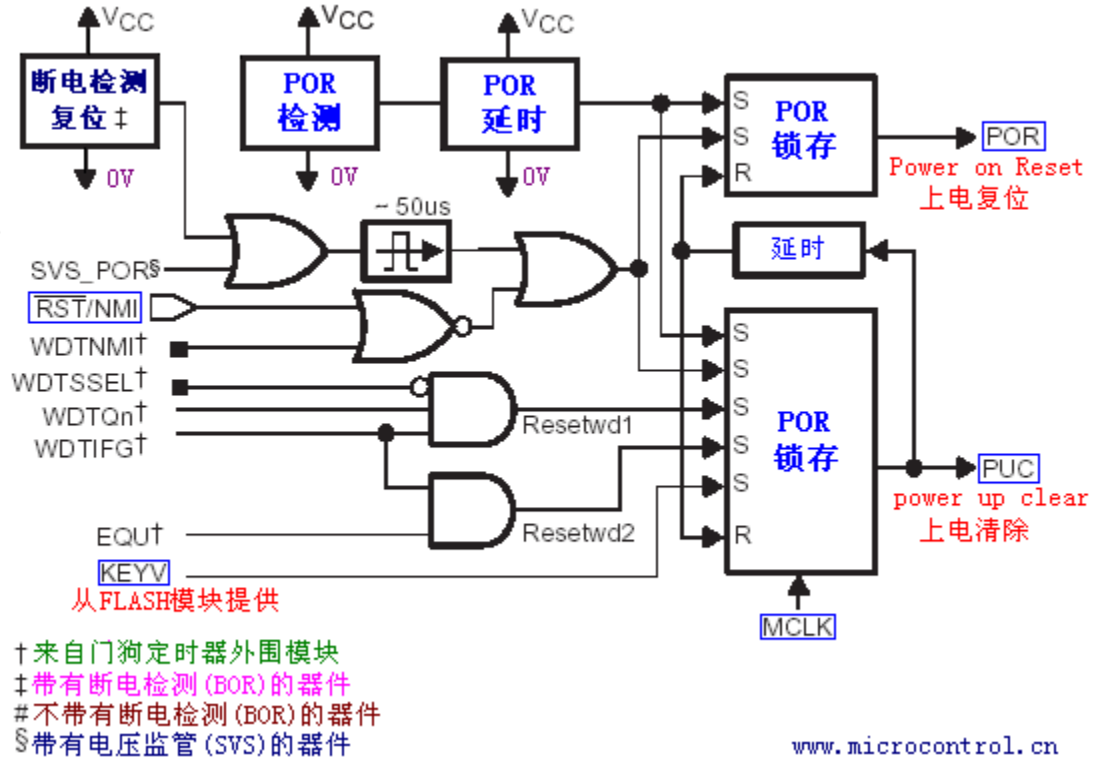 VCC
VCC
VCC
断电检测
复位‡
POR
检测
POR
延时
POR
锁存
S
S
R
POR
Power on Reset
上电复位
0V
0V
0V
~ 50us
延时
SVS_POR§
RST/NMI
WDTNMI†
WDTSSEL†
WDTQn†
WDTIFG†
Resetwd1
EQU†
Resetwd2
KEYV
从FLASH模块提供
S
S
S
S
S
R
POR
锁存
PUC
power up clear
上电清除
MCLK
†来自门狗定时器外围模块
‡带有断电检测(BOR)的器件
#不带有断电检测(BOR)的器件
§带有电压监管(SVS)的器件
www.microcontrol.cn